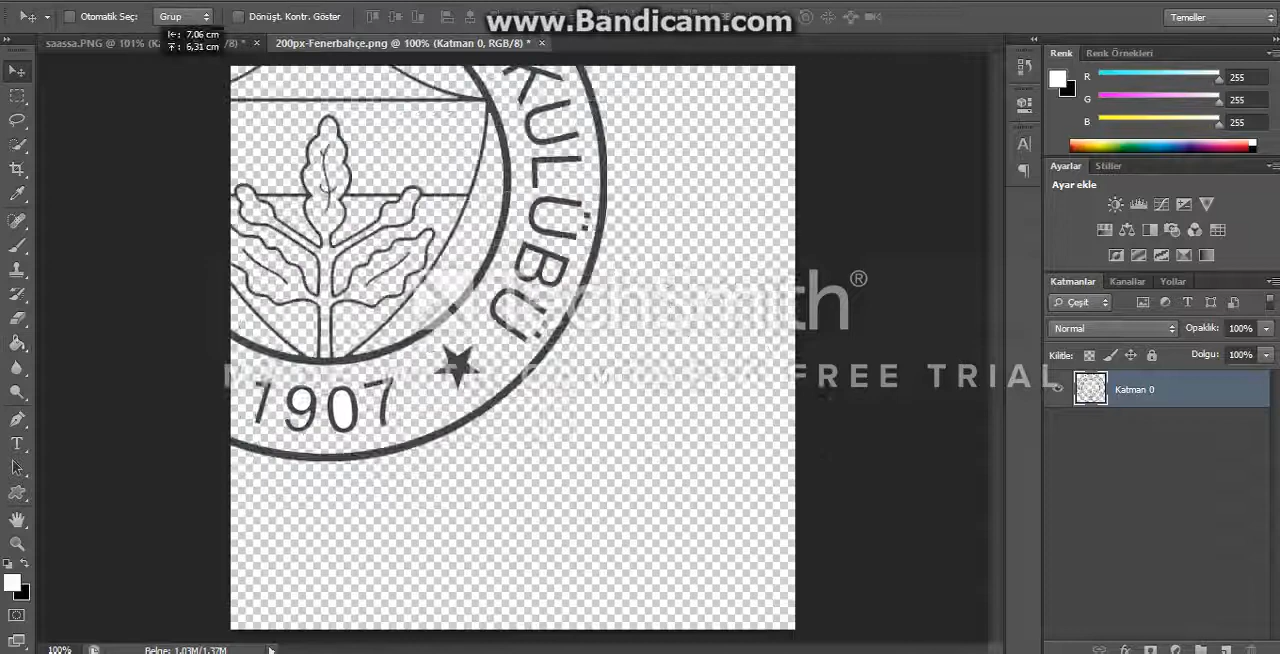 www.Bandicam.com
Otomatik Seç: Grup Dönüşt. Kontr. Göster Temeller
7,06 cm
6,31 cm
saassa.PNG @ 101% /8) * ×
200px-Fenerbahçe.png @ 100% (Katman 0, RGB/8) * ×
Renk Renk Örnekleri
R 255
G 255
B 255
Ayarlar Stiller
Ayar ekle
Katmanlar Kanallar Yollar
Çeşit
Normal Opaklık: 100%
Kilitle: Dolgu: 100%
Katman 0
KULÜBÜ
1907
FREE TRIAL
100% Belge: 1,03M/1,37M